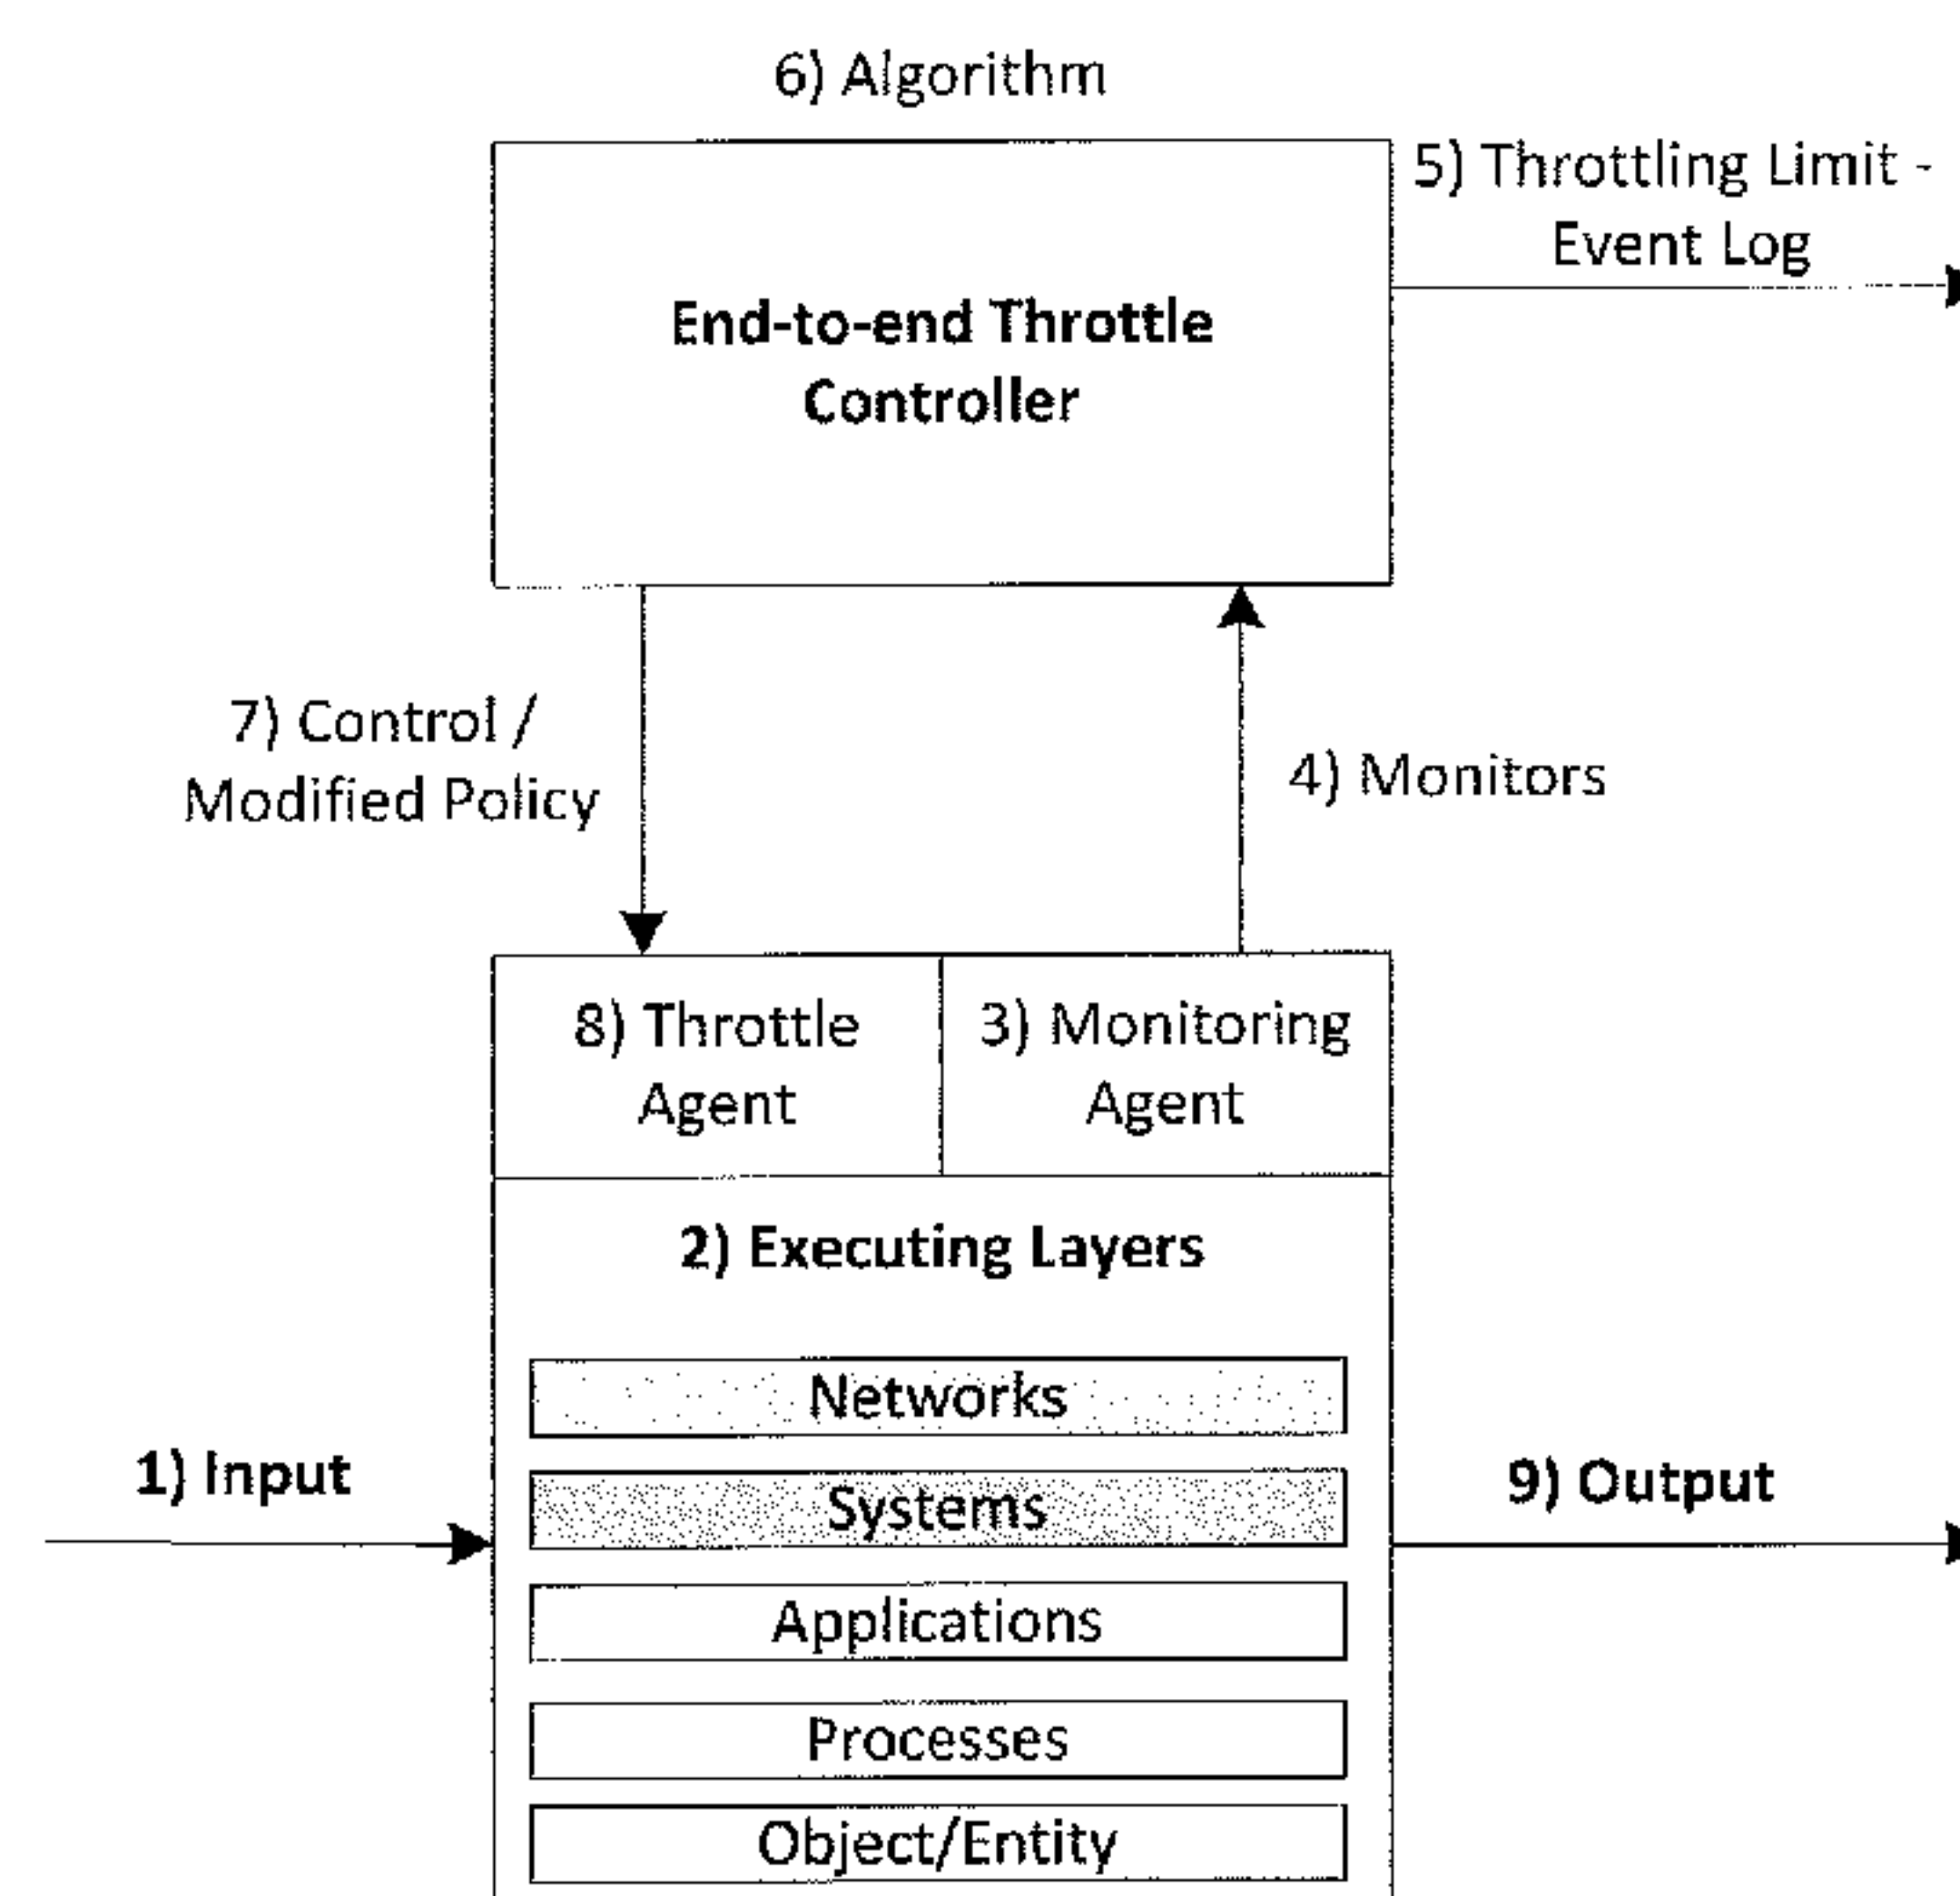 6) Algorithm
5) Throttling Limit -
Event Log
End-to-end Throttle
Controller
7) Control /
Modified Policy
4) Monitors
8) Throttle
Agent
3) Monitoring
Agent
2) Executing Layers
Networks
1) Input
Systems
9) Output
Applications
Processes
Object/Entity